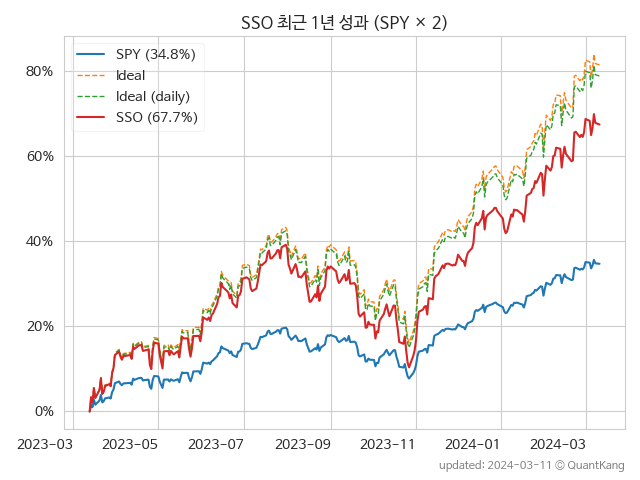 SSO 최근 1년 성과 (SPY × 2)
SPY (34.8%)
Ideal
Ideal (daily)
SSO (67.7%)
80%
60%
40%
20%
0%
2023-03 2023-05 2023-07 2023-09 2023-11 2024-01 2024-03
updated: 2024-03-11 © QuantKang